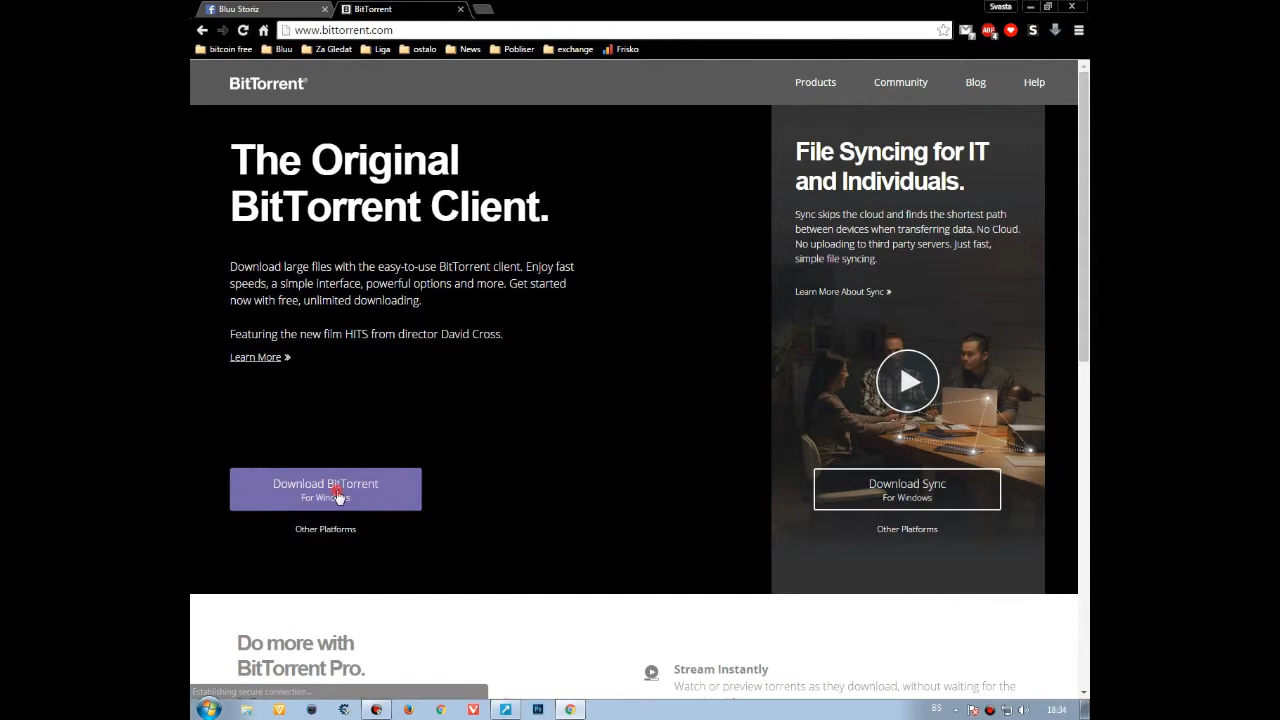 Bluu Storiz
BitTorrent
Svasta
www.bittorrent.com
bitcoin free
Bluu
Za Gledat
Liga
ostalo
News
Pobliser
exchange
Frisko
BitTorrent®
Products
Community
Blog
Help
The Original
BitTorrent Client.
Download large files with the easy-to-use BitTorrent client. Enjoy fast
speeds, a simple interface, powerful options and more. Get started
now with free, unlimited downloading.
Featuring the new film HITS from director David Cross.
Learn More »
Download BitTorrent
For Windows
Other Platforms
File Syncing for IT
and Individuals.
Sync skips the cloud and finds the shortest path
between devices when transferring data. No Cloud.
No uploading to third party servers. Just fast,
simple file syncing.
Learn More About Sync »
Download Sync
For Windows
Other Platforms
Do more with
BitTorrent Pro.
Stream Instantly
Watch or preview torrents as they download, without waiting for the
Establishing secure connection...
BS
18:34